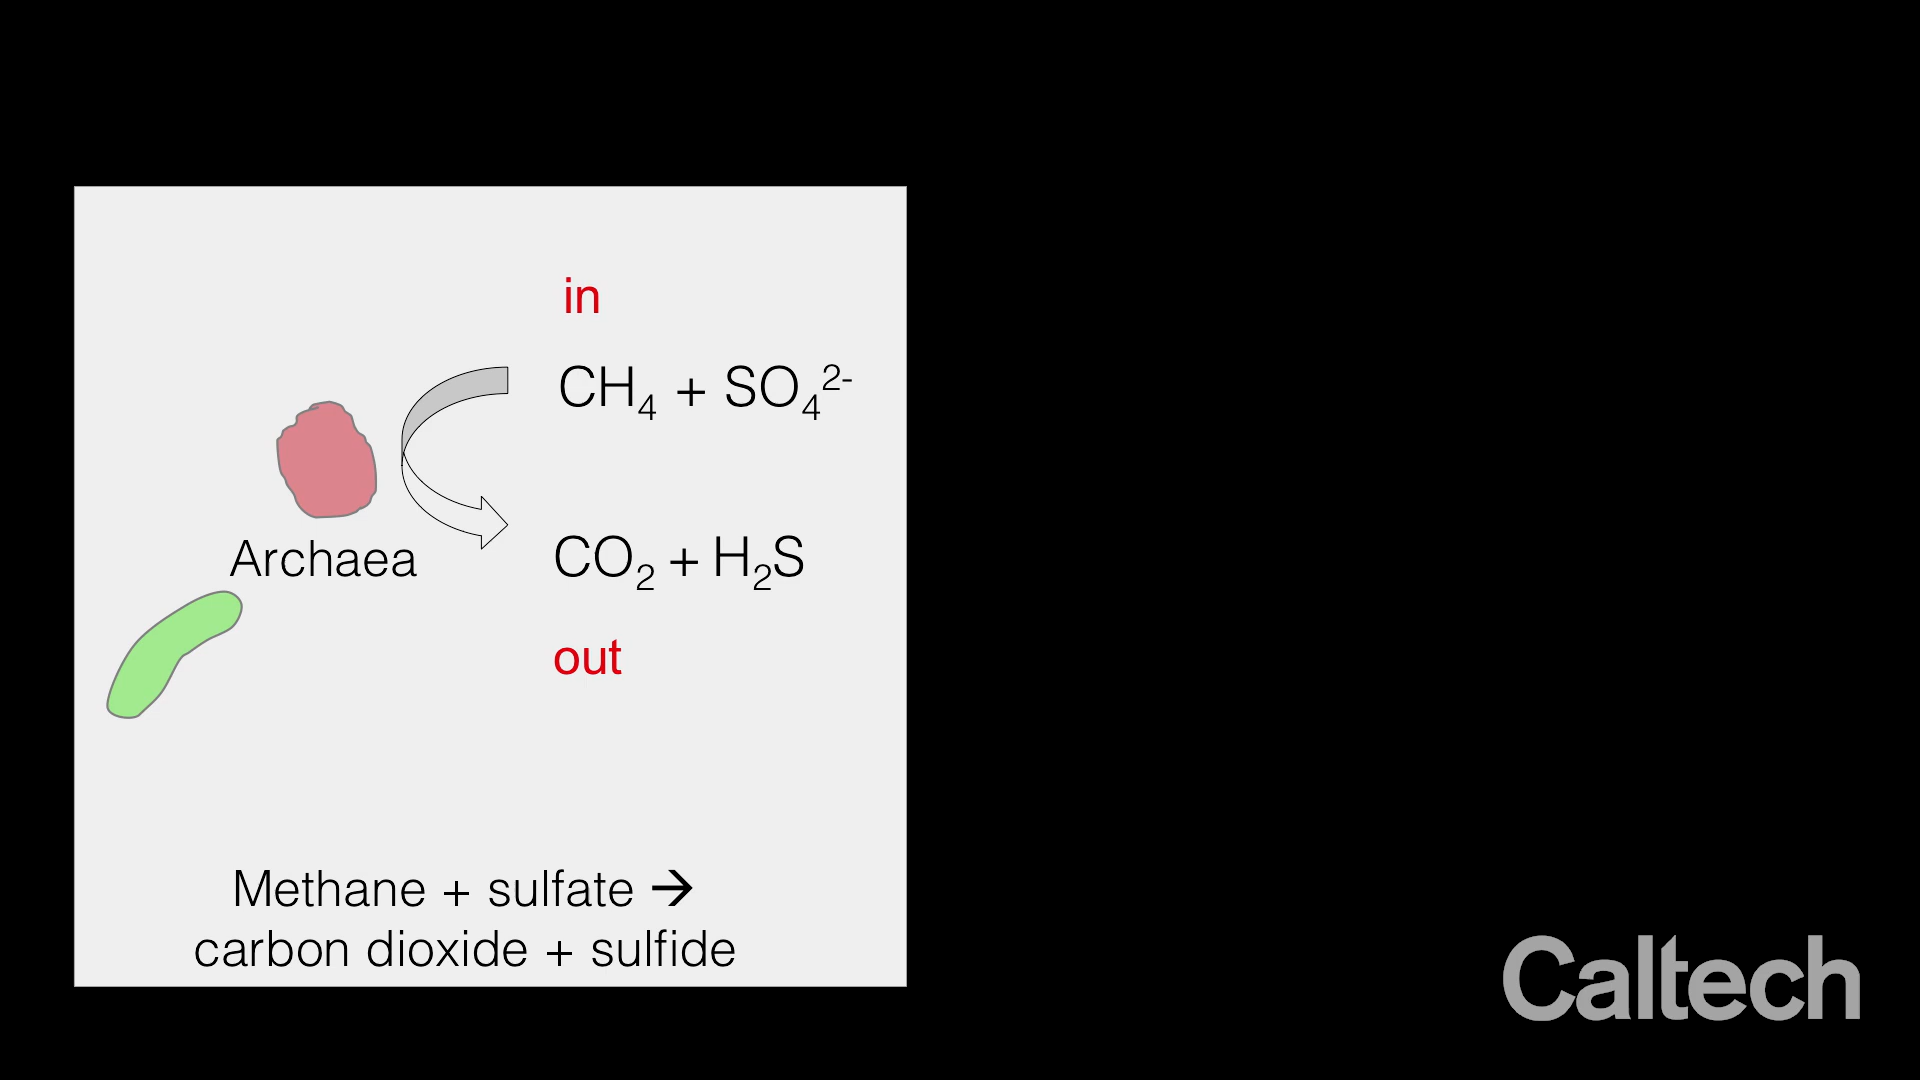 in
CH₄ + SO₄²⁻
Archaea
CO₂ + H₂S
out
Methane + sulfate →
carbon dioxide + sulfide
Caltech